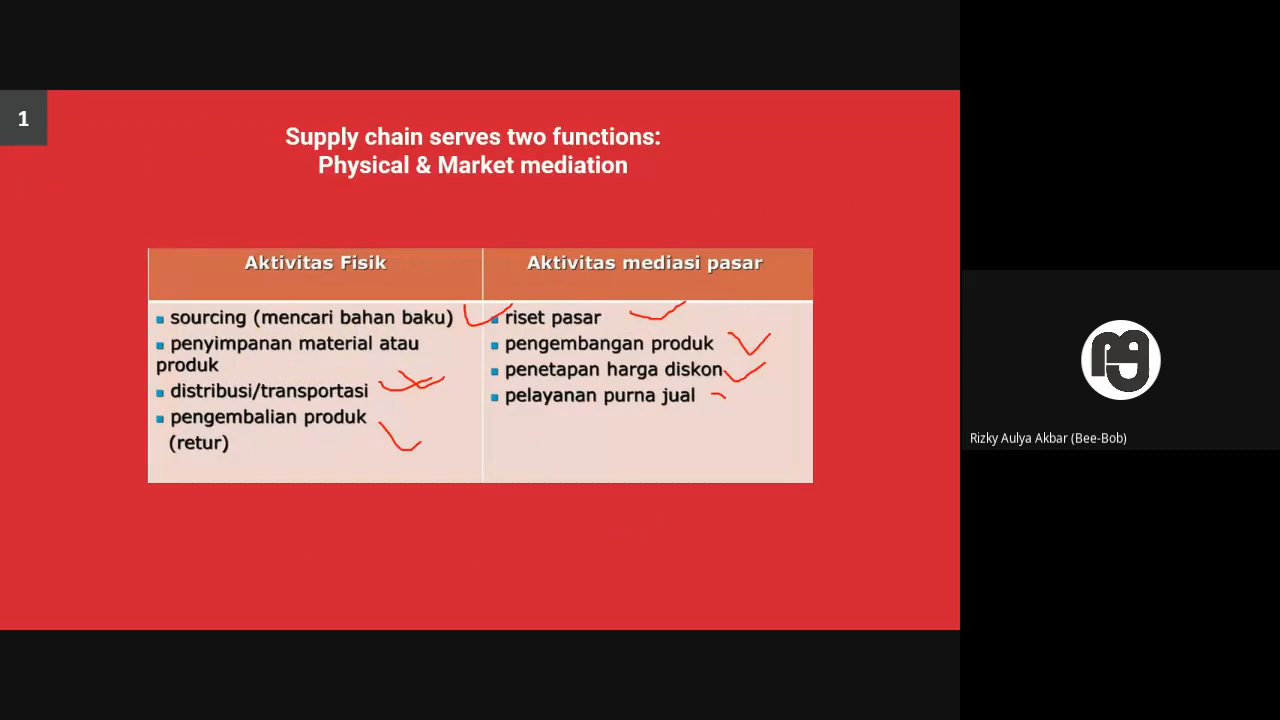 1
Supply chain serves two functions:
Physical & Market mediation
Aktivitas Fisik
sourcing (mencari bahan baku)
penyimpanan material atau
produk
distribusi/transportasi
pengembalian produk
(retur)
Aktivitas mediasi pasar
riset pasar
pengembangan produk
penetapan harga diskon
pelayanan purna jual
Rizky Aulya Akbar (Bee-Bob)